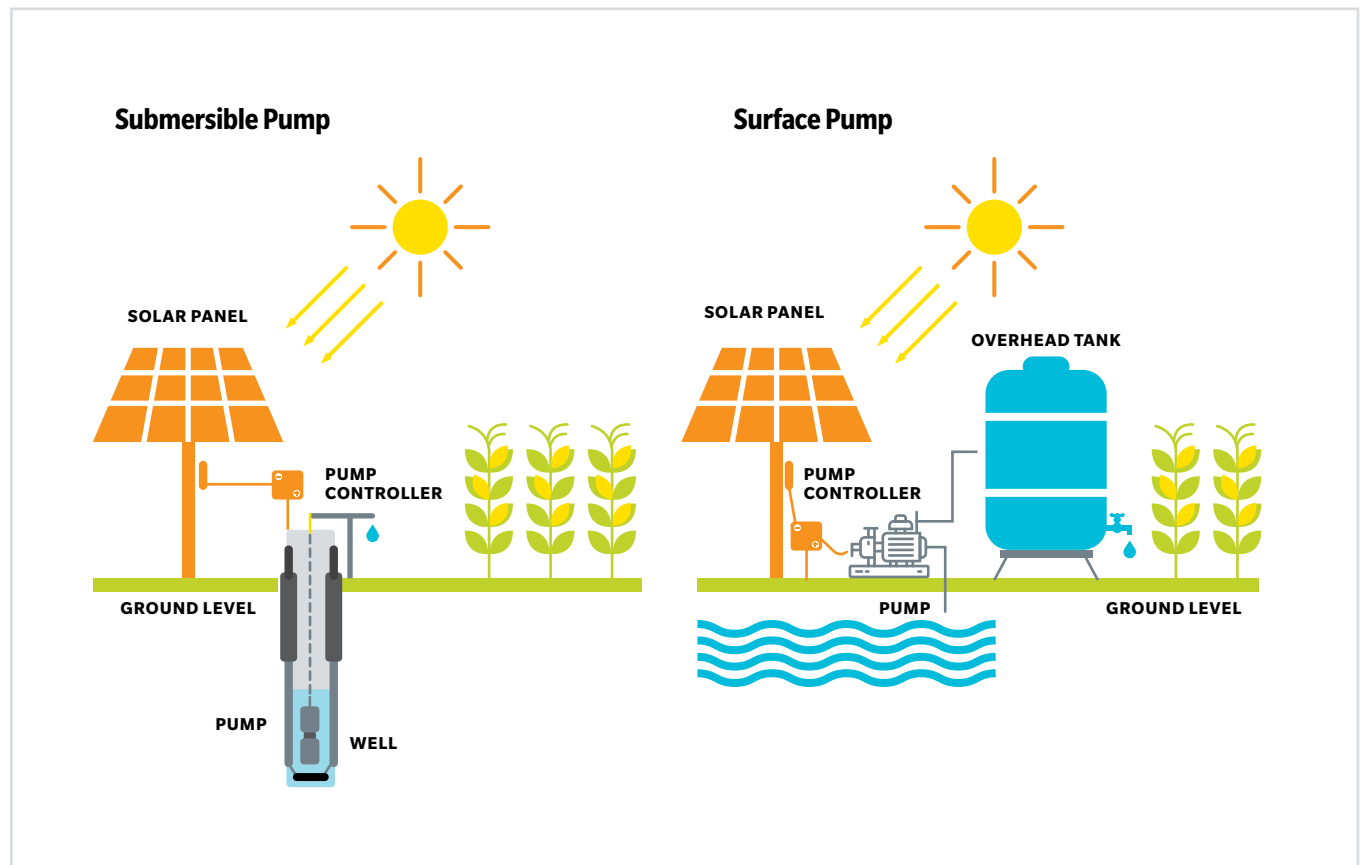 Submersible Pump
SOLAR PANEL
PUMP
CONTROLLER
GROUND LEVEL
PUMP
WELL
Surface Pump
SOLAR PANEL
OVERHEAD TANK
PUMP
CONTROLLER
PUMP
GROUND LEVEL